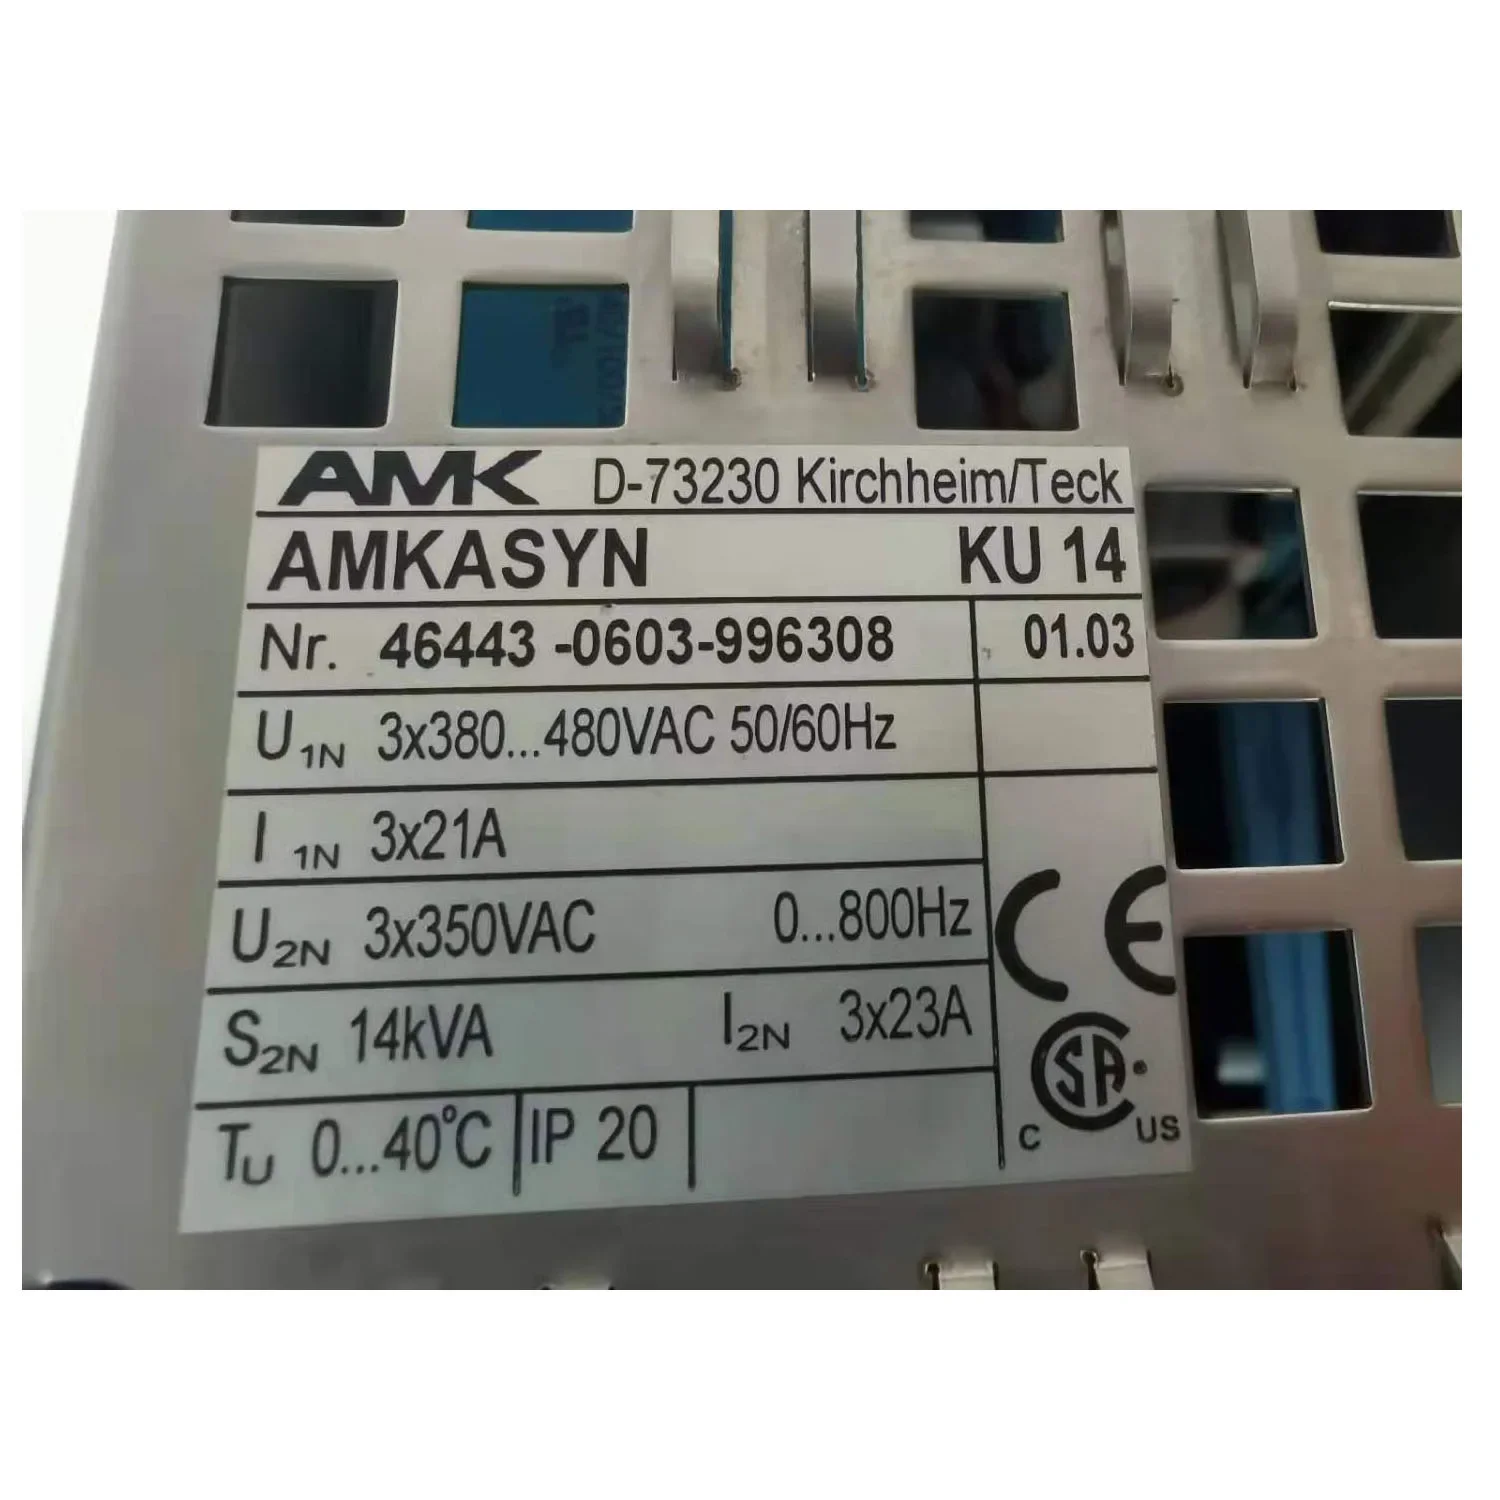 AMK D-73230 Kirchheim/Teck
AMKASYN KU 14
Nr. 46443 -0603-996308 01.03
U1N 3x380...480VAC 50/60Hz
I 1N 3x21A
U2N 3x350VAC 0...800Hz
S2N 14kVA I2N 3x23A
TU 0...40°C IP 20
CE
CSA®
C US